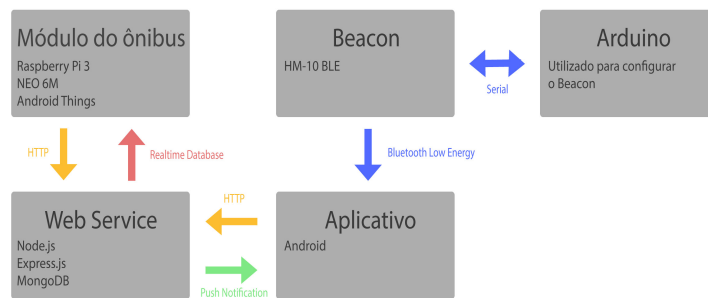 Módulo do ônibus
Raspberry Pi 3
NEO 6M
Android Things
Beacon
HM-10 BLE
Arduino
Utilizado para configurar
o Beacon
Serial
HTTP
Realtime Database
Bluetooth Low Energy
Web Service
Node.js
Express.js
MongoDB
HTTP
Push Notification
Aplicativo
Android